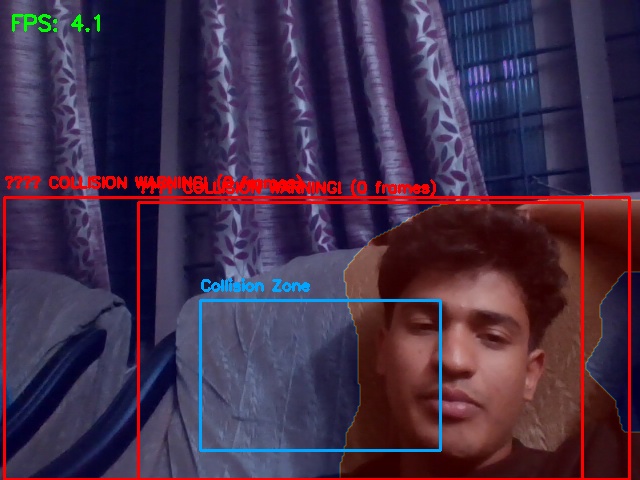 FPS: 4.1
???? COLLISION WARNING! (0 frames)
???? COLLISION WARNING! (0 frames)
Collision Zone